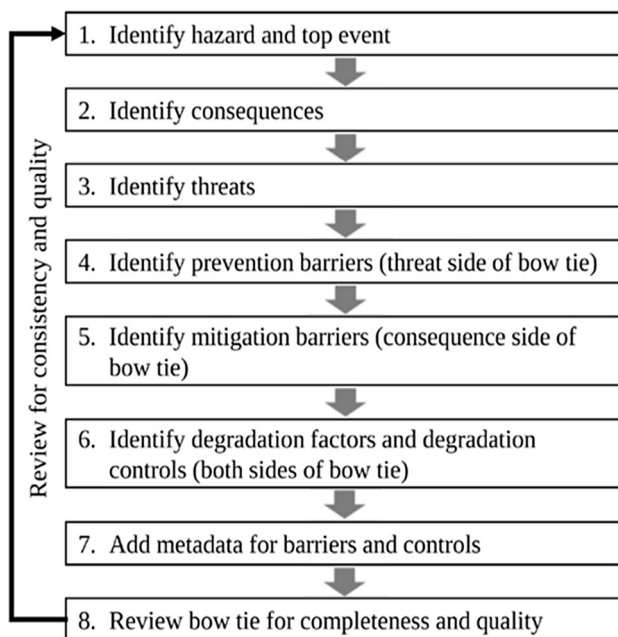 1. Identify hazard and top event
2. Identify consequences
3. Identify threats
4. Identify prevention barriers (threat side of bow tie)
5. Identify mitigation barriers (consequence side of
bow tie)
6. Identify degradation factors and degradation
controls (both sides of bow tie)
7. Add metadata for barriers and controls
8. Review bow tie for completeness and quality
Review for consistency and quality